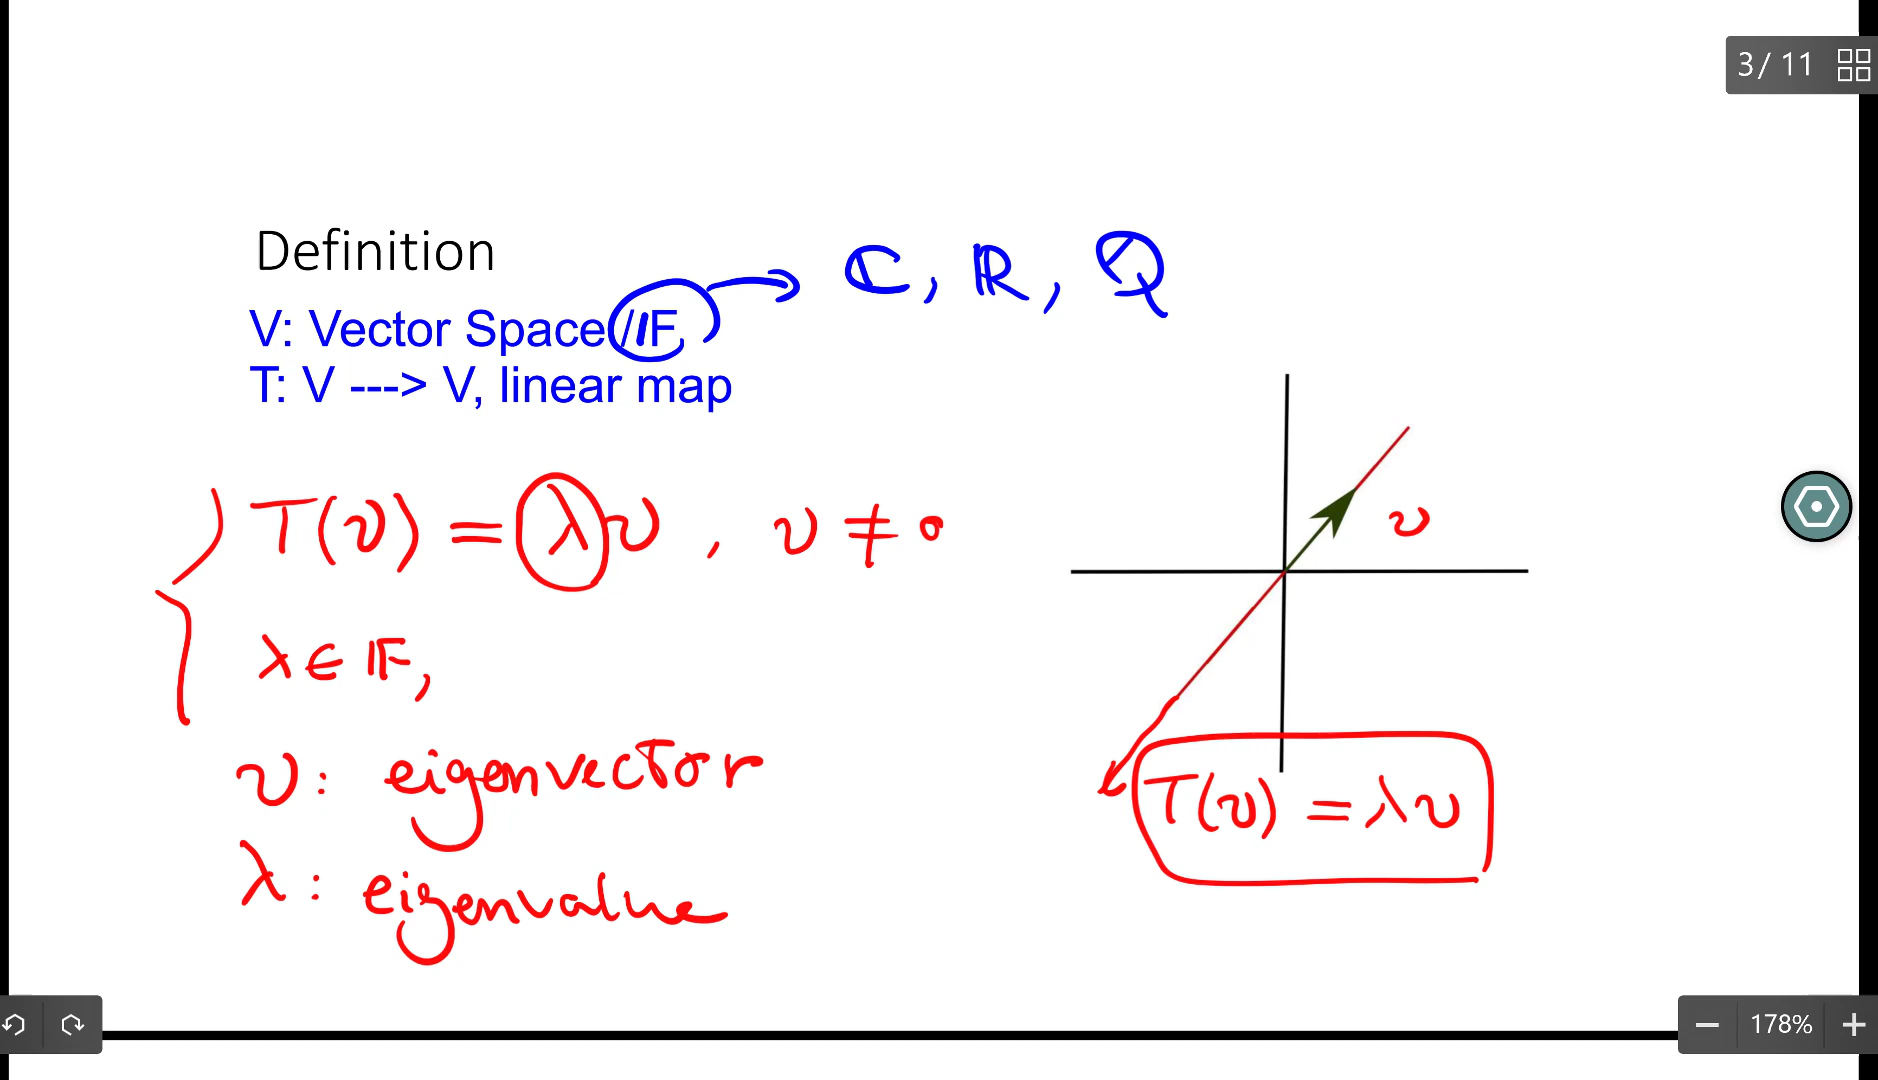 3/ 11
Definition
V: Vector Space/𝔽, → ℂ, ℝ, ℚ
T: V ---> V, linear map
T(v) = λv , v ≠ 0
λ ∈ 𝔽,
v: eigenvector
λ: eigenvalue
v
T(v) = λv
178%